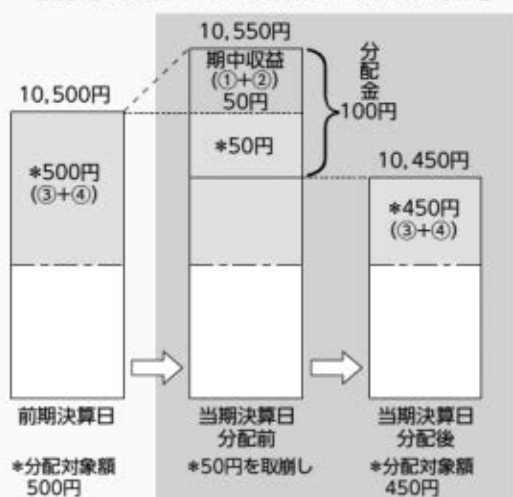 10,550円
10,500円
期中収益
(①+②)
50円
分配金
100円
*50円
*500円
(③+④)
10,450円
*450円
(③+④)
前期決算日
当期決算日
分配前
当期決算日
分配後
*分配対象額
500円
*50円を取崩し
*分配対象額
450円